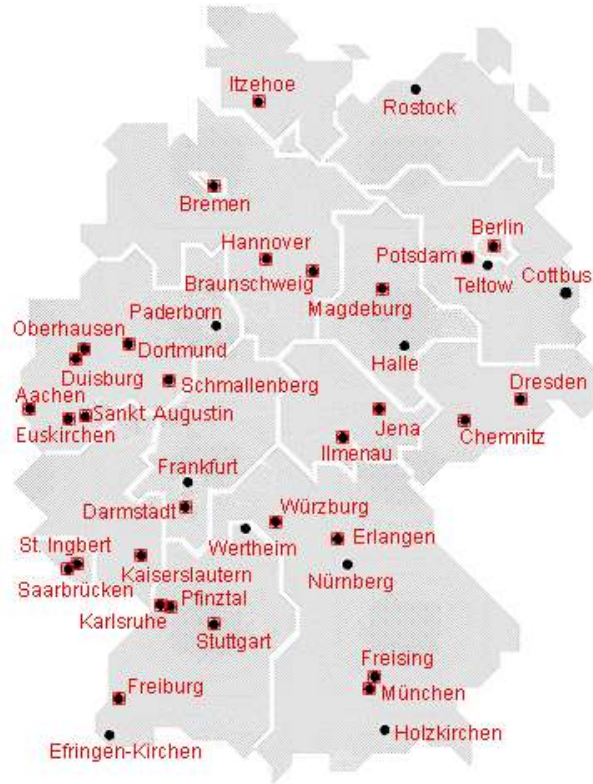 Itzehoe
Rostock
Bremen
Berlin
Hannover
Potsdam
Braunschweig
Teltow
Cottbus
Magdeburg
Paderborn
Oberhausen
Dortmund
Halle
Duisburg
Schmallenberg
Aachen
Dresden
Sankt Augustin
Jena
Euskirchen
Chemnitz
Ilmenau
Frankfurt
Darmstadt
Würzburg
Erlangen
Wertheim
St. Ingbert
Kaiserslautern
Nürnberg
Saarbrücken
Pfinztal
Karlsruhe
Stuttgart
Freising
Freiburg
München
Holzkirchen
Efringen-Kirchen